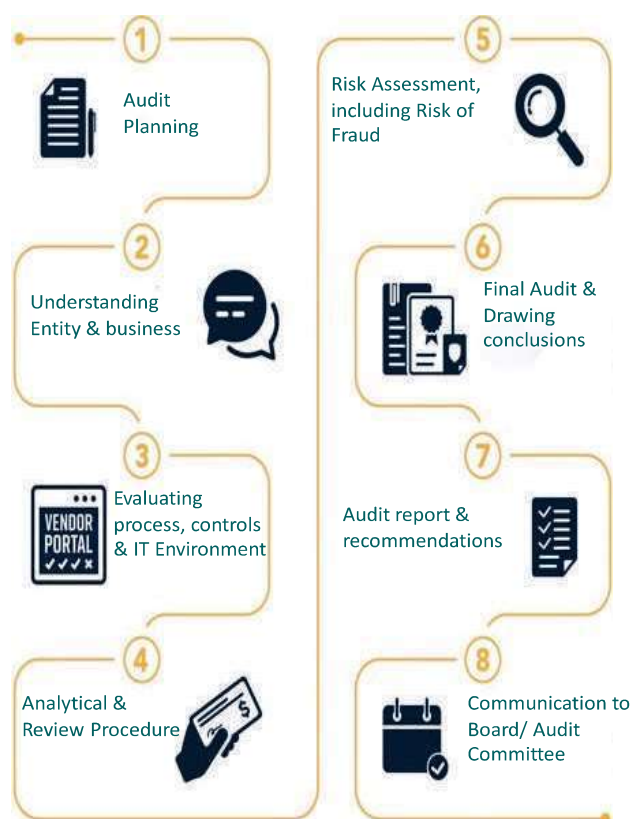 1
Audit
Planning
2
Understanding
Entity & business
3
VENDOR
PORTAL
Evaluating
process, controls
& IT Environment
4
Analytical &
Review Procedure
$
5
Risk Assessment,
including Risk of
Fraud
6
Final Audit &
Drawing
conclusions
7
Audit report &
recommendations
8
Communication to
Board/ Audit
Committee